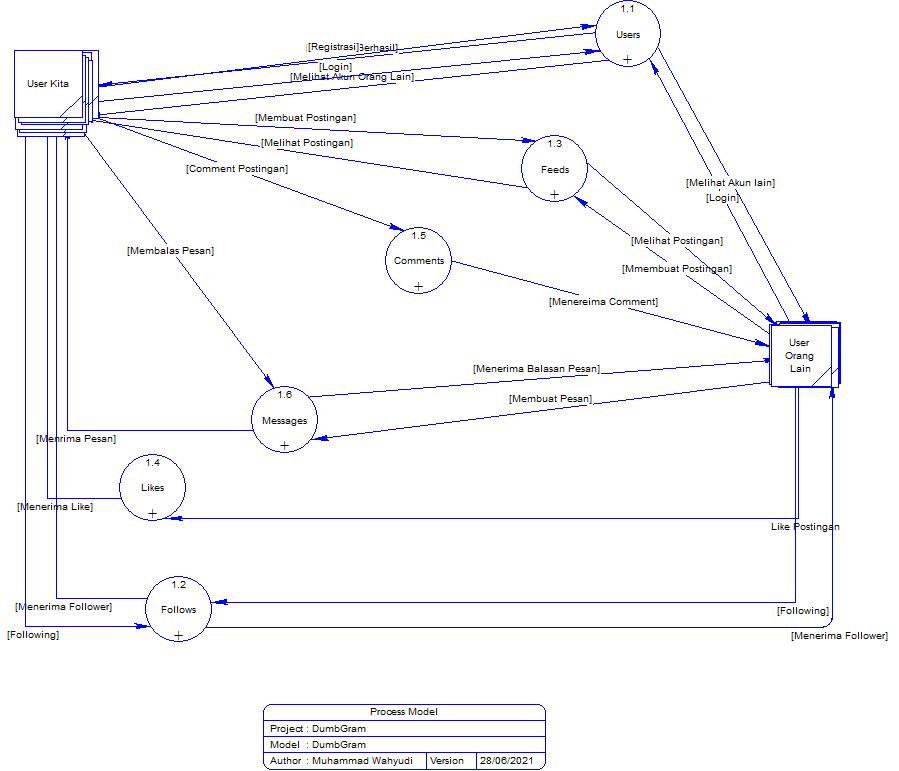 1.1
Users
+
[Registrasi]
Berhasil]
[Login]
[Melihat Akun Orang Lain]
User Kita
[Membuat Postingan]
[Melihat Postingan]
[Comment Postingan]
1.3
Feeds
+
[Melihat Akun lain]
[Login]
1.5
Comments
+
[Melihat Postingan]
[Mmembuat Postingan]
[Membalas Pesan]
[Menereima Comment]
User
Orang
Lain
[Menerima Balasan Pesan]
[Membuat Pesan]
1.6
Messages
+
[Menrima Pesan]
1.4
Likes
+
[Menerima Like]
Like Postingan
1.2
Follows
+
[Menerima Follower]
[Following]
[Following]
[Menerima Follower]
Process Model
Project : DumbGram
Model : DumbGram
Author : Muhammad Wahyudi Version 28/06/2021